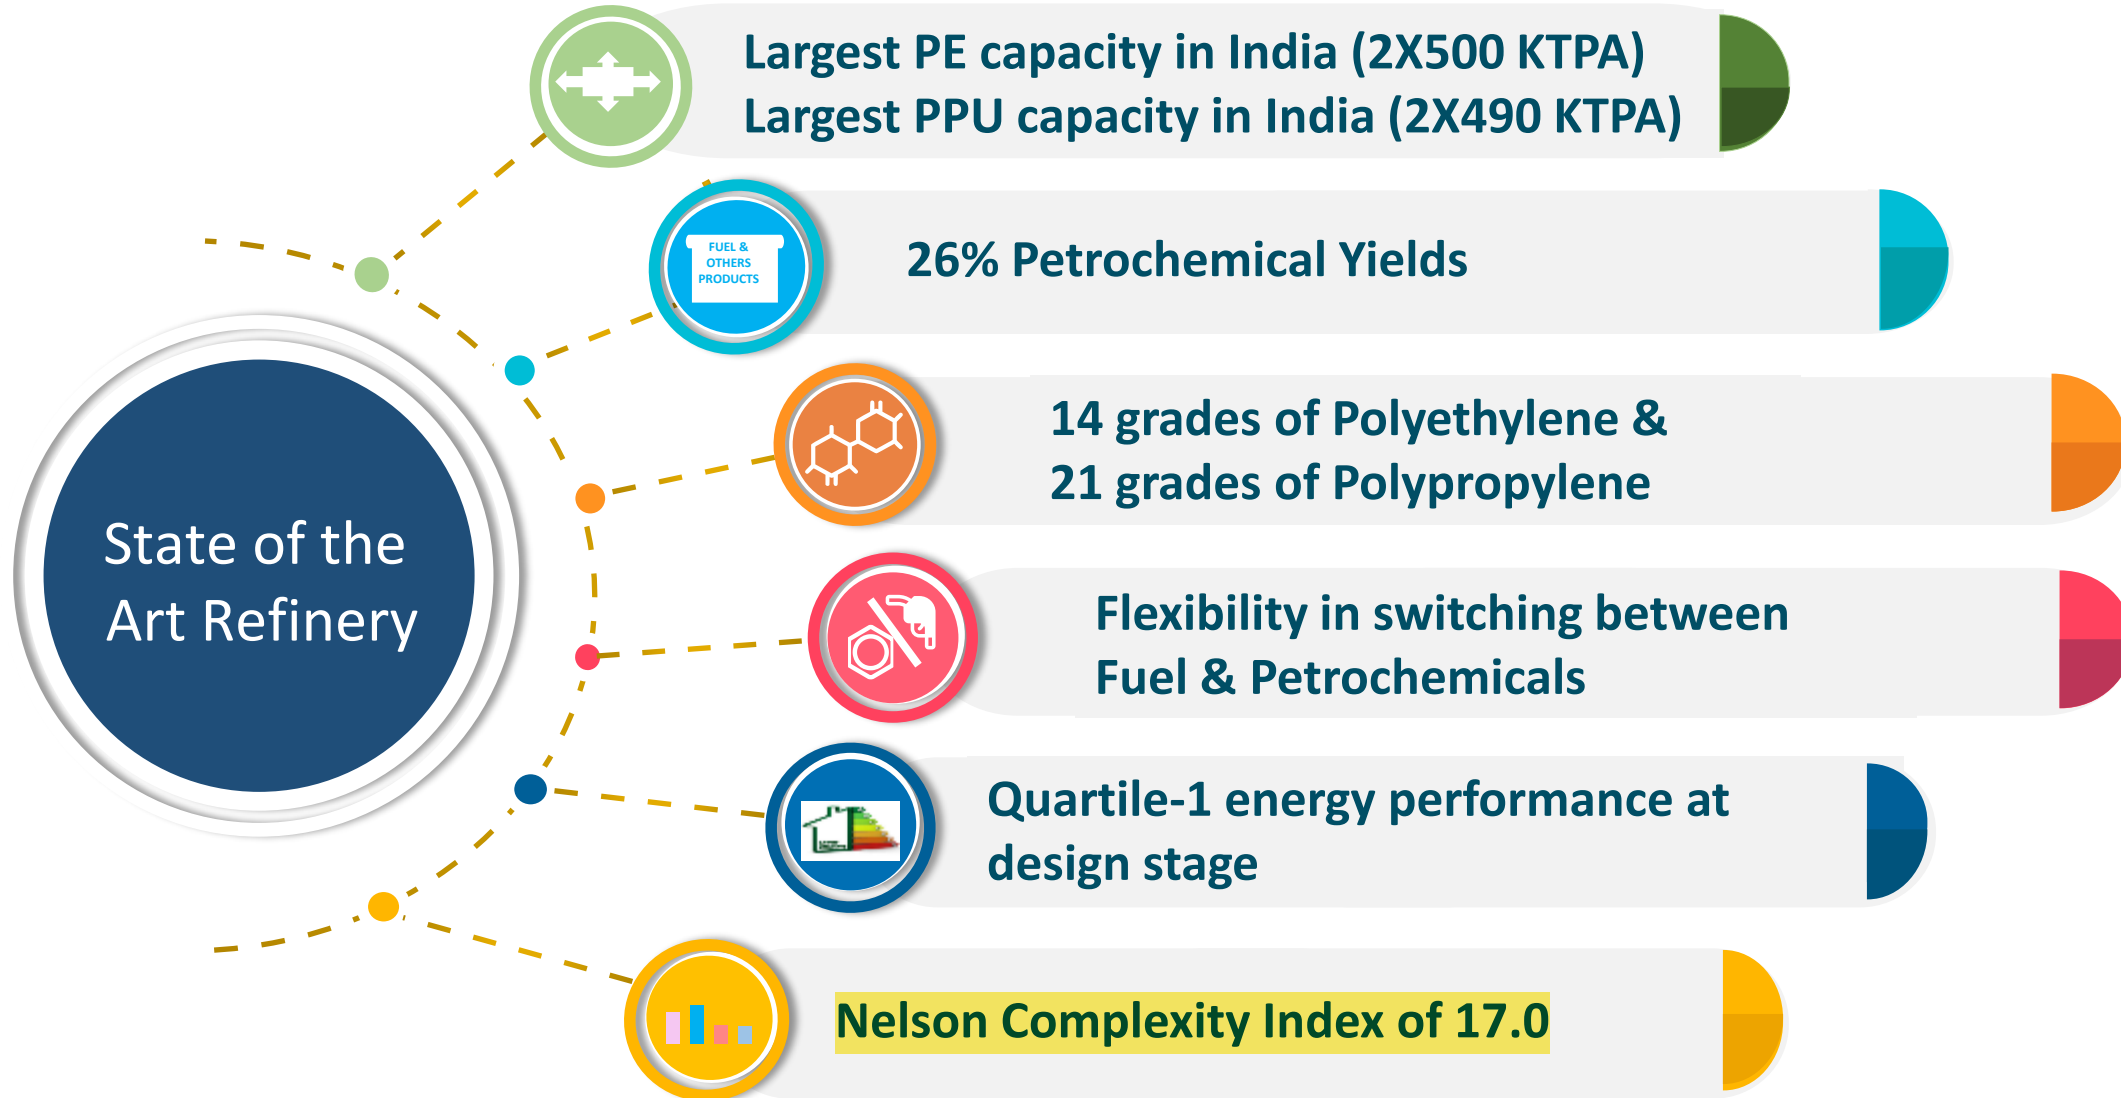 Largest PE capacity in India (2X500 KTPA)
Largest PPU capacity in India (2X490 KTPA)
FUEL &
OTHERS
PRODUCTS
26% Petrochemical Yields
14 grades of Polyethylene &
21 grades of Polypropylene
State of the
Art Refinery
Flexibility in switching between
Fuel & Petrochemicals
Quartile-1 energy performance at
design stage
Nelson Complexity Index of 17.0